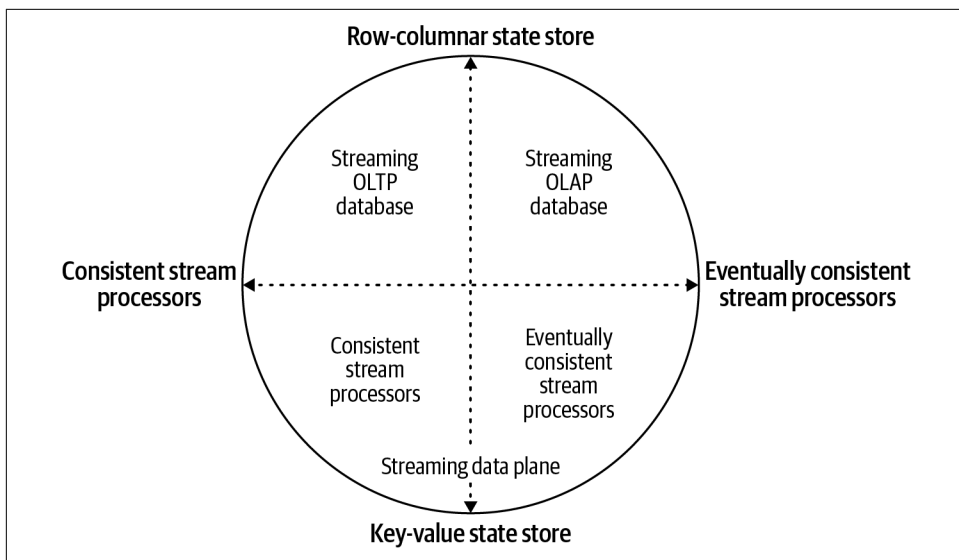 Row-columnar state store
Streaming
OLTP
database
Streaming
OLAP
database
Consistent stream
processors
Eventually consistent
stream processors
Consistent
stream
processors
Eventually
consistent
stream
processors
Streaming data plane
Key-value state store